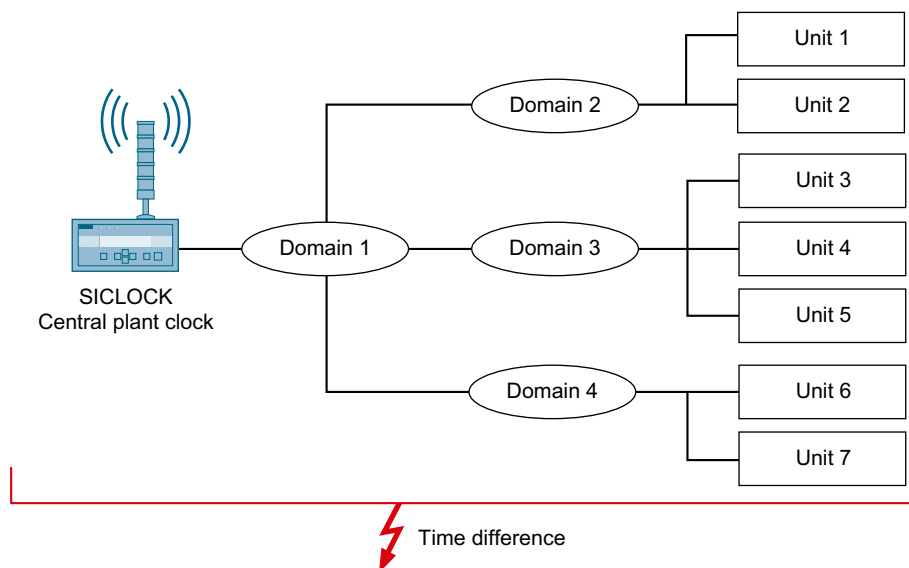 Unit 1
Domain 2
Unit 2
Unit 3
Domain 1
Domain 3
Unit 4
SICLOCK
Central plant clock
Unit 5
Domain 4
Unit 6
Unit 7
Time difference